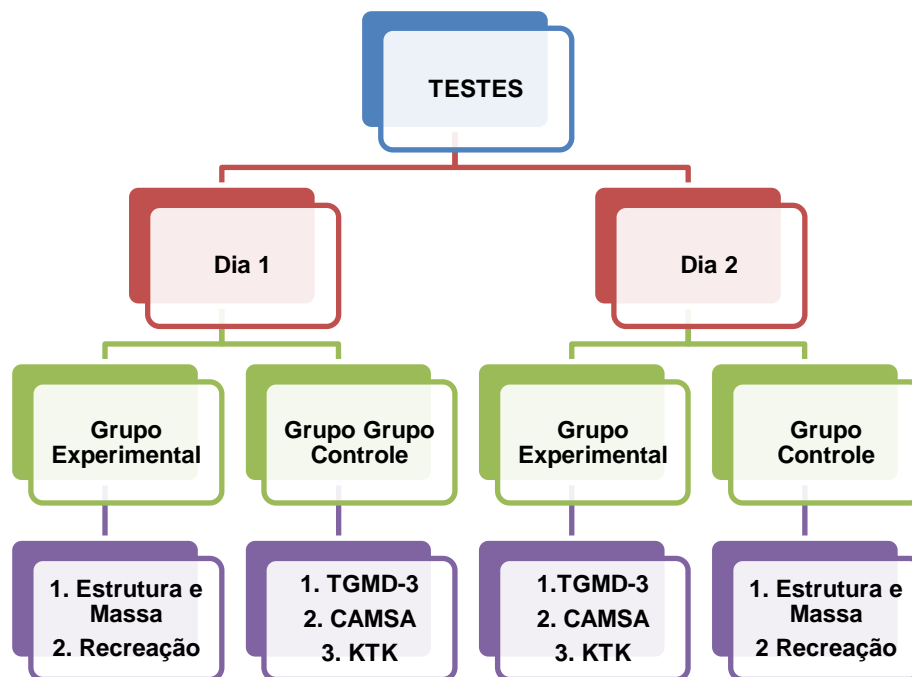 TESTES
Dia 1
Dia 2
Grupo
Experimental
Grupo Grupo
Controle
Grupo
Experimental
Grupo
Controle
1. Estrutura e
Massa
2. Recreação
1. TGMD-3
2. CAMSA
3. KTK
1.TGMD-3
2. CAMSA
3. KTK
1. Estrutura e
Massa
2 Recreação